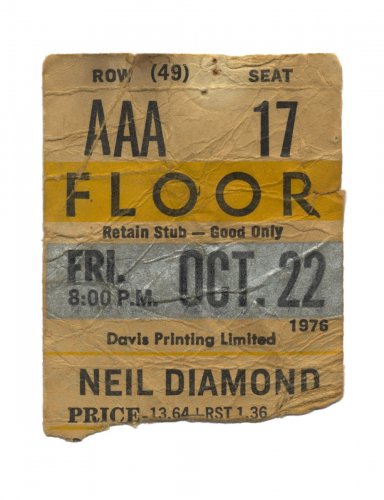 ROW (49) SEAT
AAA 17
FLOOR
Retain Stub — Good Only
FRI. OCT. 22
8:00 P.M.
1976
Davis Printing Limited
NEIL DIAMOND
PRICE-13.64 RST 1.36